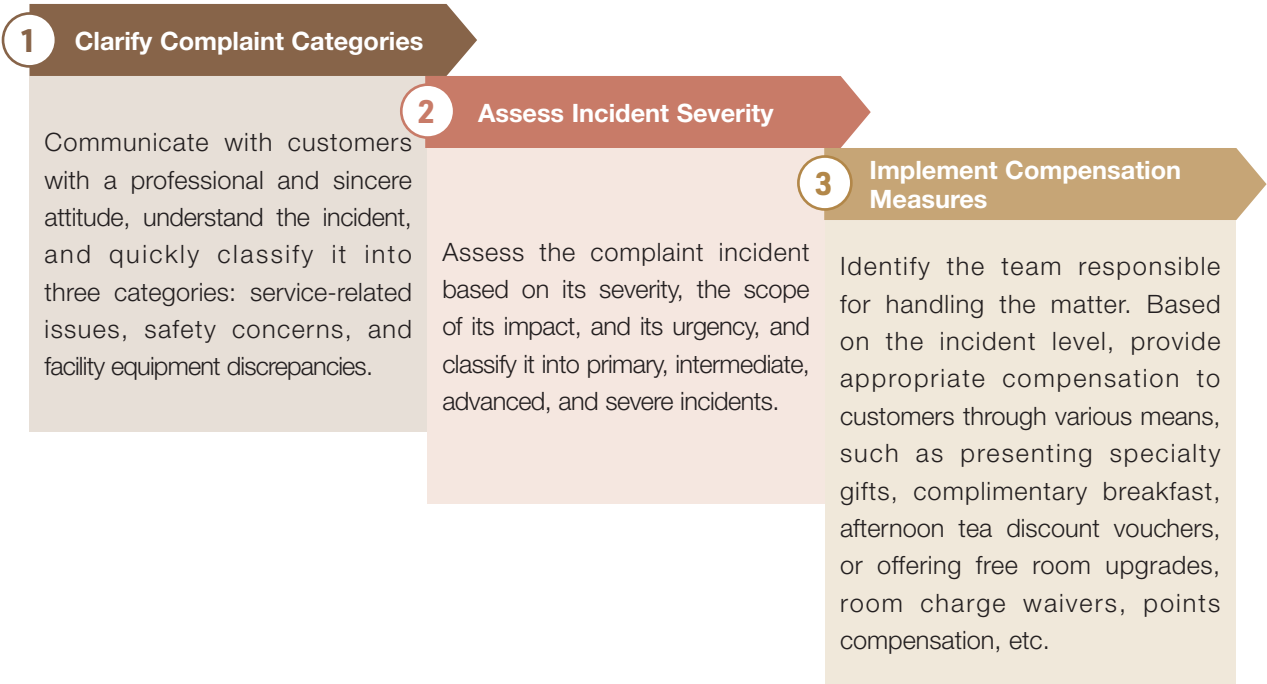 1
Clarify Complaint Categories
Communicate with customers
with a professional and sincere
attitude, understand the incident,
and quickly classify it into
three categories: service-related
issues, safety concerns, and
facility equipment discrepancies.
2
Assess Incident Severity
Assess the complaint incident
based on its severity, the scope
of its impact, and its urgency, and
classify it into primary, intermediate,
advanced, and severe incidents.
3
Implement Compensation
Measures
Identify the team responsible
for handling the matter. Based
on the incident level, provide
appropriate compensation to
customers through various means,
such as presenting specialty
gifts, complimentary breakfast,
afternoon tea discount vouchers,
or offering free room upgrades,
room charge waivers, points
compensation, etc.